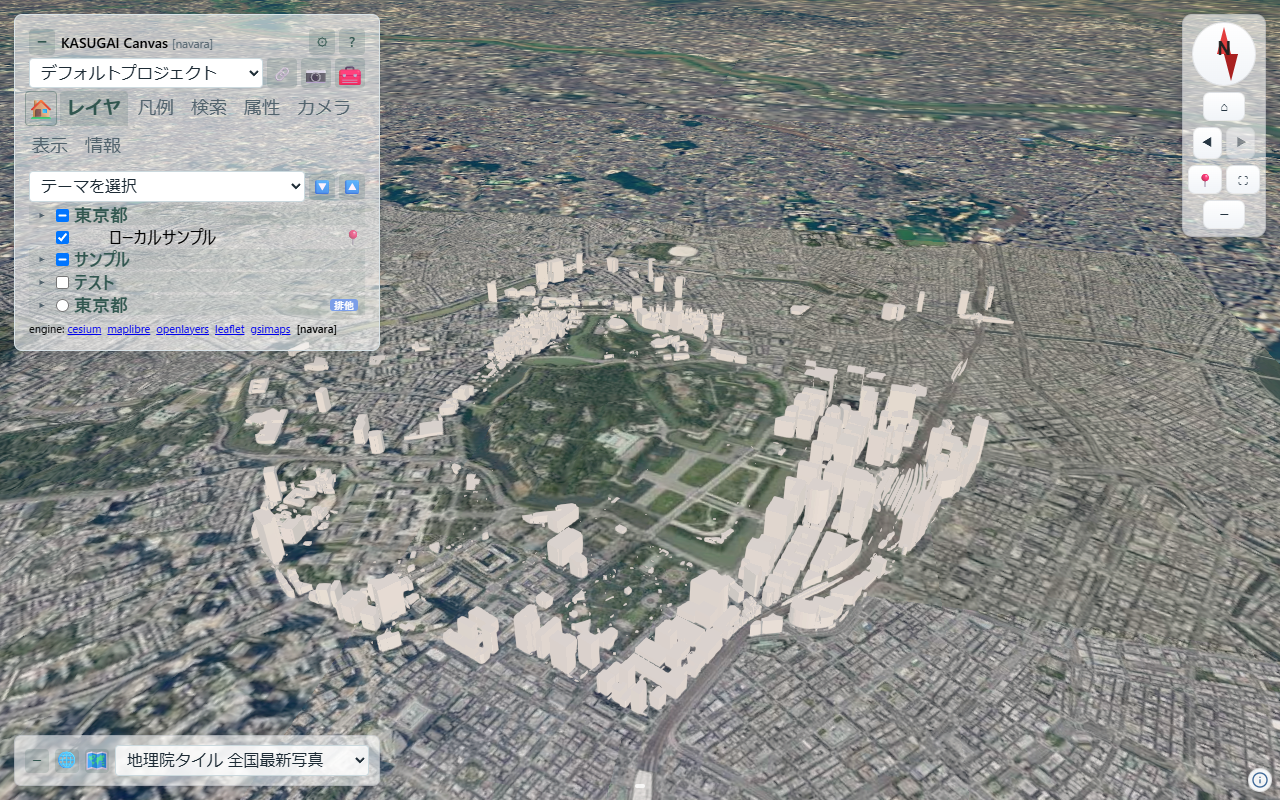 KASUGAI Canvas [navara]
?
デフォルトプロジェクト
レイヤ 凡例 検索 属性 カメラ
表示 情報
テーマを選択
東京都
ローカルサンプル
サンプル
テスト
東京都 排他
engine: cesium maplibre openlayers leaflet gsimaps [navara]
N
地理院タイル 全国最新写真